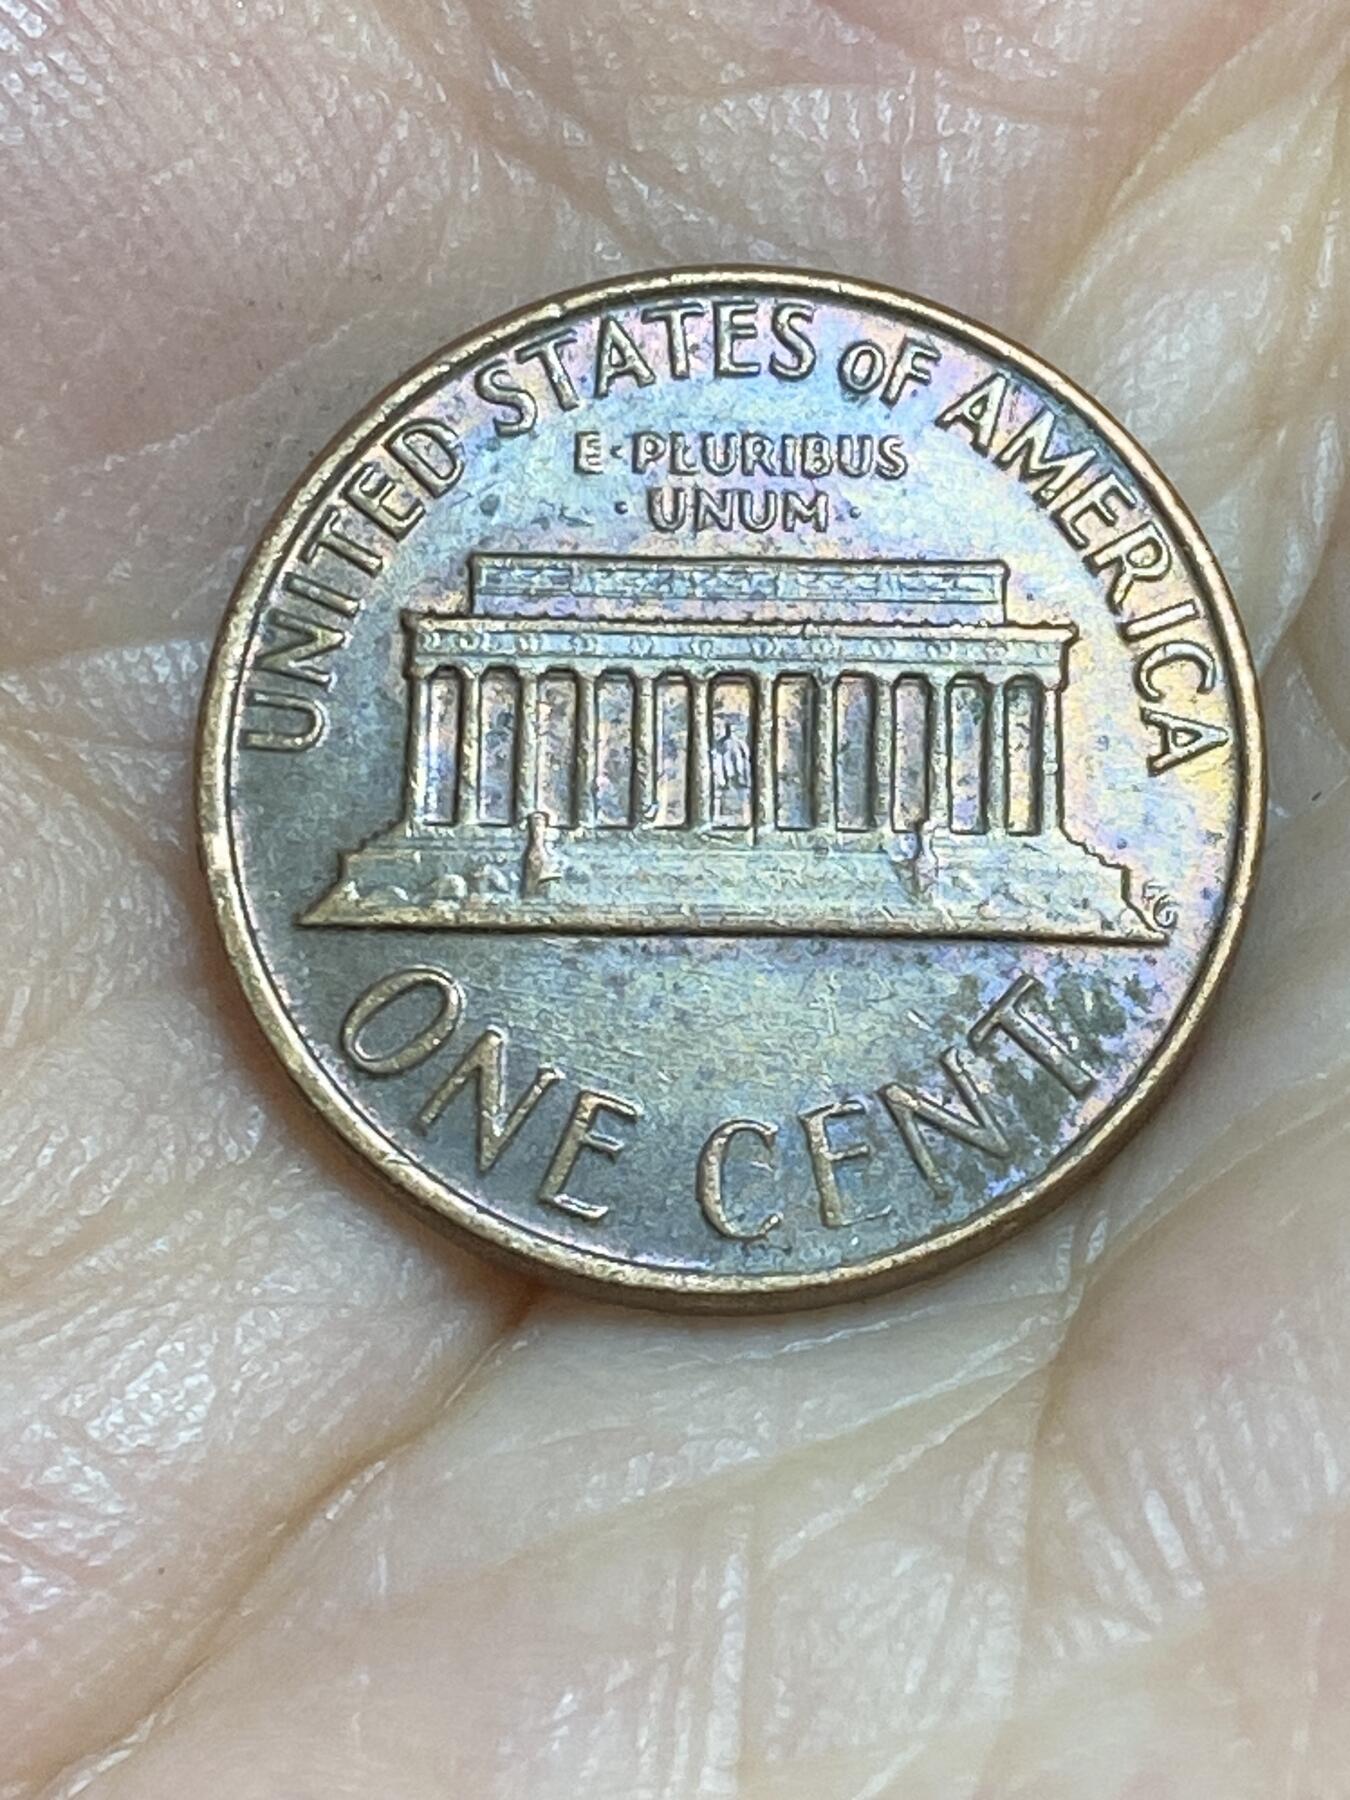 UNITED STATES oF AMERICA
E·PLURIBUS
·UNUM·
ONE CENT
FG